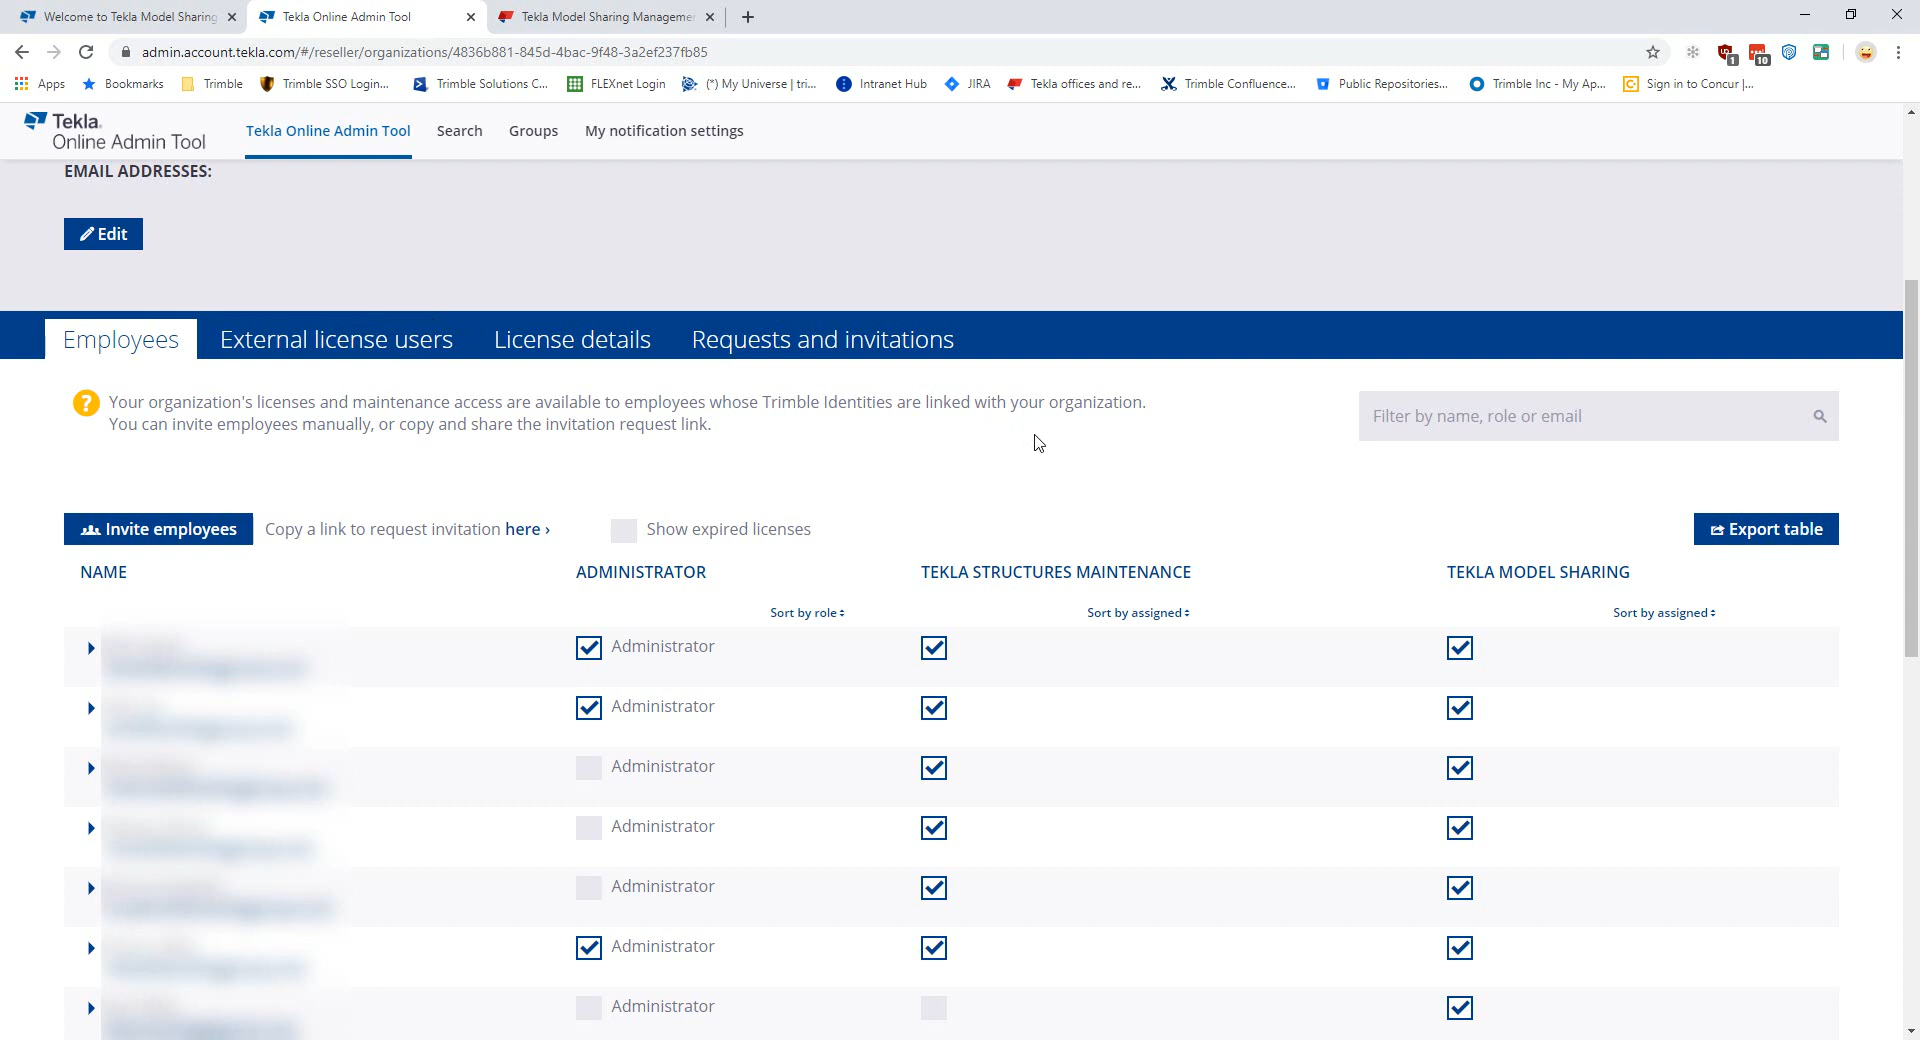 Welcome to Tekla Model Sharing
Tekla Online Admin Tool
Tekla Model Sharing Managemen
admin.account.tekla.com/#/reseller/organizations/4836b881-845d-4bac-9f48-3a2ef237fb85
1
10
Apps Bookmarks Trimble Trimble SSO Login... Trimble Solutions C... FLEXnet Login (*) My Universe | tri... Intranet Hub JIRA Tekla offices and re... Trimble Confluence... Public Repositories... Trimble Inc - My Ap... Sign in to Concur |...
Tekla
Online Admin Tool
Tekla Online Admin Tool Search Groups My notification settings
EMAIL ADDRESSES:
Edit
Employees External license users License details Requests and invitations
? Your organization's licenses and maintenance access are available to employees whose Trimble Identities are linked with your organization.
You can invite employees manually, or copy and share the invitation request link.
Filter by name, role or email
Invite employees Copy a link to request invitation here › Show expired licenses Export table
NAME ADMINISTRATOR TEKLA STRUCTURES MAINTENANCE TEKLA MODEL SHARING
Sort by role Sort by assigned Sort by assigned
Administrator
Administrator
Administrator
Administrator
Administrator
Administrator
Administrator